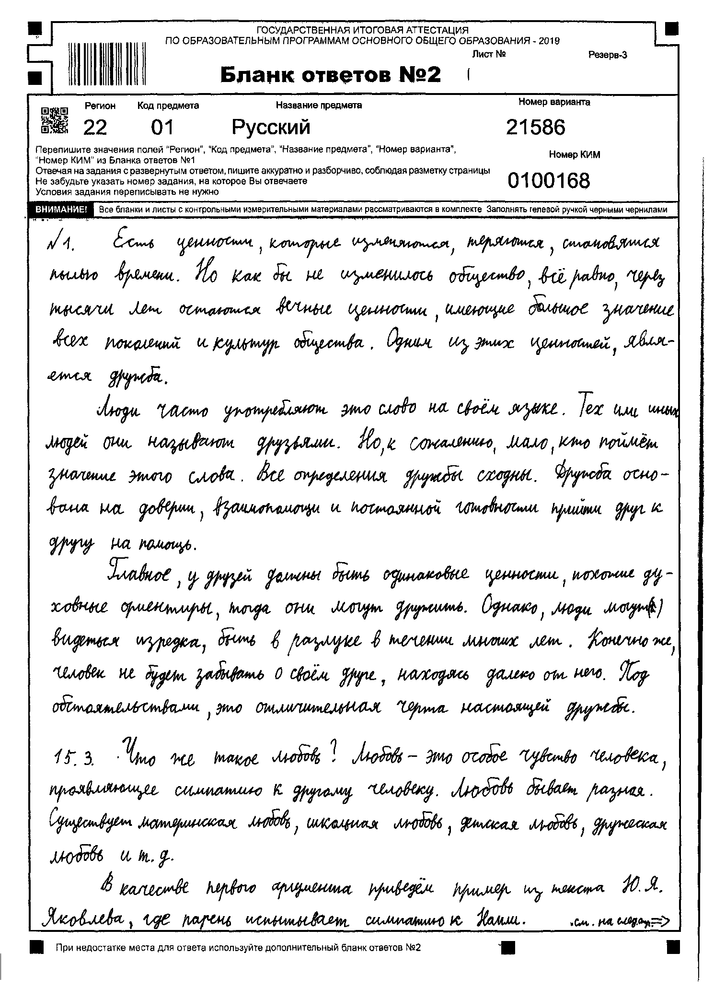 ГОСУДАРСТВЕННАЯ ИТОГОВАЯ АТТЕСТАЦИЯ
ПО ОБРАЗОВАТЕЛЬНЫМ ПРОГРАММАМ ОСНОВНОГО ОБЩЕГО ОБРАЗОВАНИЯ - 2019
Лист № Резерв-3
Бланк ответов №2 1
Регион Код предмета Название предмета Номер варианта
22 01 Русский 21586
Перепишите значения полей "Регион", "Код предмета", "Название предмета", "Номер варианта",
"Номер КИМ" из Бланка ответов №1
Номер КИМ
Отвечая на задания с развернутым ответом, пишите аккуратно и разборчиво, соблюдая разметку страницы
Не забудьте указать номер задания, на которое Вы отвечаете
0100168
Условия задания переписывать не нужно
ВНИМАНИЕ! Все бланки и листы с контрольными измерительными материалами рассматриваются в комплекте Заполнять гелевой ручкой черными чернилами
№1. Есть ценности, которые изменяются, теряются, становятся
пылью времени. Но как бы не изменилось общество, всё равно, через
тысячи лет остаются вечные ценности, имеющие большое значение
всех поколений и культур общества. Одним из этих ценностей, явля-
ется дружба.
Люди часто употребляют это слово на своём языке. Тех или иных
людей они называют друзьями. Но, к сожалению, мало, кто поймёт
значение этого слова. Все определения дружбы сходны. Дружба осно-
вана на доверии, взаимопомощи и постоянной готовности прийти друг к
другу на помощь.
Главное, у друзей должны быть одинаковые ценности, похожие ду-
ховные ориентиры, тогда они могут дружить. Однако, люди могут(ь)
видеться изредка, быть в разлуке в течении многих лет. Конечно же,
человек не будет забывать о своём друге, находясь далеко от него. Под
обстоятельствами, это отличительная черта настоящей дружбы.
15.3. Что же такое любовь? Любовь – это особое чувство человека,
проявляющее симпатию к другому человеку. Любовь бывает разная.
Существует материнская любовь, школьная любовь, детская любовь, дружеская
любовь и т.д.
В качестве первого аргумента приведём пример из текста Ю.Я.
Яковлева, где парень испытывает симпатию к Нанли. см. на след.стр.=>
При недостатке места для ответа используйте дополнительный бланк ответов №2